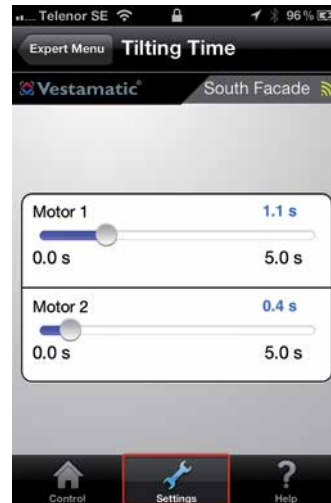 Telenor SE 96 %
Expert Menu Tilting Time
Vestamatic® South Facade
Motor 1 1.1 s
0.0 s 5.0 s
Motor 2 0.4 s
0.0 s 5.0 s
Control Settings Help